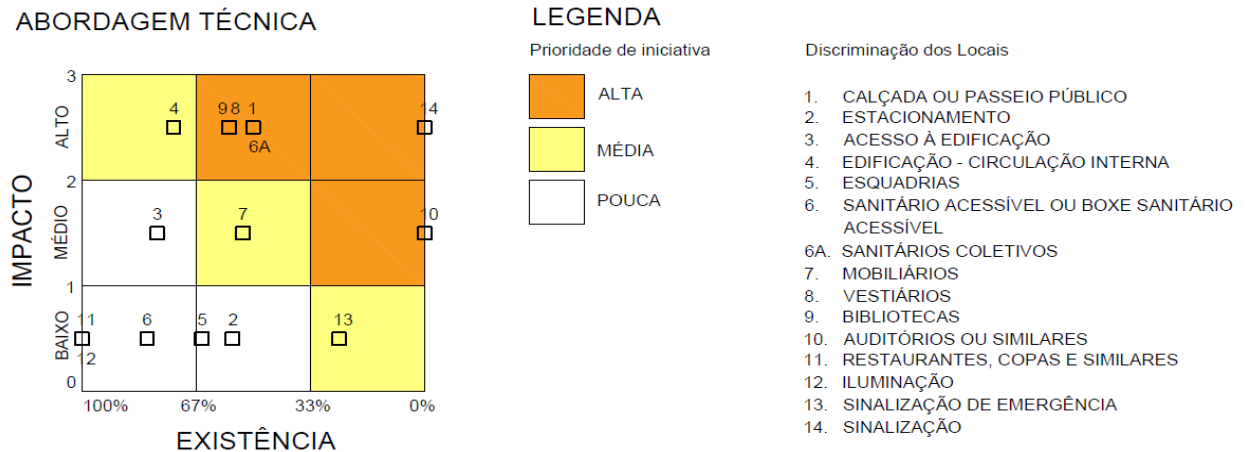 ABORDAGEM TÉCNICA
3
ALTO
4
9 8 1
6A
14
2
IMPACTO
MÉDIO
3
7
10
1
BAIXO
11
12
6
5
2
13
0
100% 67% 33% 0%
EXISTÊNCIA
LEGENDA
Prioridade de iniciativa
ALTA
MÉDIA
POUCA
Discriminação dos Locais
1. CALÇADA OU PASSEIO PÚBLICO
2. ESTACIONAMENTO
3. ACESSO À EDIFICAÇÃO
4. EDIFICAÇÃO - CIRCULAÇÃO INTERNA
5. ESQUADRIAS
6. SANITÁRIO ACESSÍVEL OU BOXE SANITÁRIO
ACESSÍVEL
6A. SANITÁRIOS COLETIVOS
7. MOBILIÁRIOS
8. VESTIÁRIOS
9. BIBLIOTECAS
10. AUDITÓRIOS OU SIMILARES
11. RESTAURANTES, COPAS E SIMILARES
12. ILUMINAÇÃO
13. SINALIZAÇÃO DE EMERGÊNCIA
14. SINALIZAÇÃO